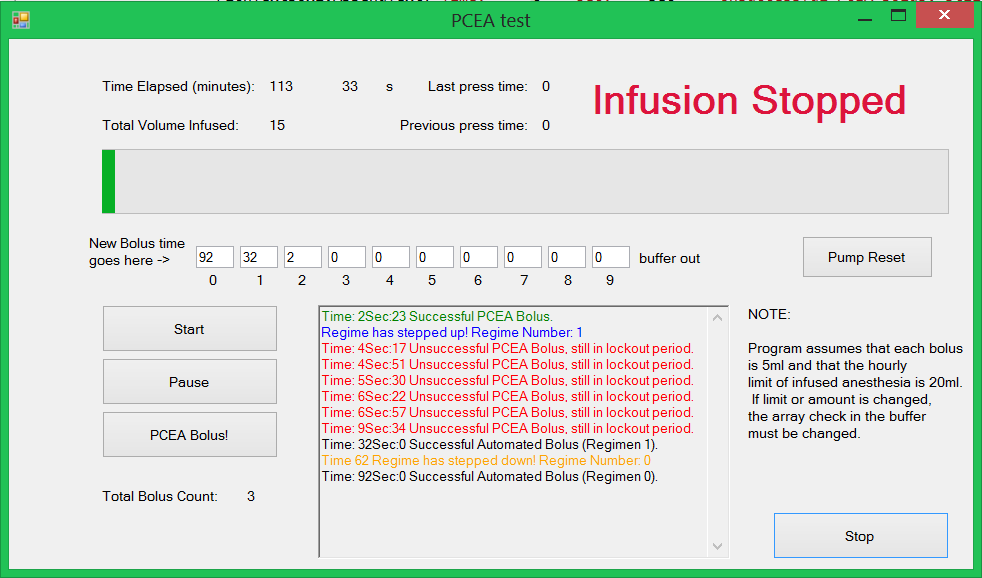 PCEA test
Time Elapsed (minutes): 113 33 s Last press time: 0
Infusion Stopped
Total Volume Infused: 15 Previous press time: 0
New Bolus time
goes here ->
92 32 2 0 0 0 0 0 0 0 buffer out
0 1 2 3 4 5 6 7 8 9
Pump Reset
Start
Pause
PCEA Bolus!
Total Bolus Count: 3
Time: 2Sec:23 Successful PCEA Bolus.
Regime has stepped up! Regime Number: 1
Time: 4Sec:17 Unsuccessful PCEA Bolus, still in lockout period.
Time: 4Sec:51 Unsuccessful PCEA Bolus, still in lockout period.
Time: 5Sec:30 Unsuccessful PCEA Bolus, still in lockout period.
Time: 6Sec:22 Unsuccessful PCEA Bolus, still in lockout period.
Time: 6Sec:57 Unsuccessful PCEA Bolus, still in lockout period.
Time: 9Sec:34 Unsuccessful PCEA Bolus, still in lockout period.
Time: 32Sec:0 Successful Automated Bolus (Regimen 1).
Time 62 Regime has stepped down! Regime Number: 0
Time: 92Sec:0 Successful Automated Bolus (Regimen 0).
NOTE:
Program assumes that each bolus
is 5ml and that the hourly
limit of infused anesthesia is 20ml.
If limit or amount is changed,
the array check in the buffer
must be changed.
Stop